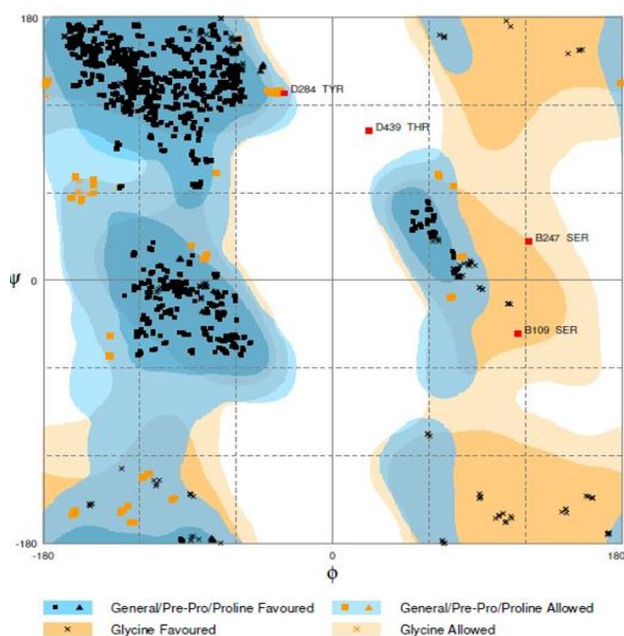 180
D284 TYR
D439 THR
B247 SER
ψ
0
B109 SER
-180
-180
0
180
ϕ
General/Pre-Pro/Proline Favoured
General/Pre-Pro/Proline Allowed
Glycine Favoured
Glycine Allowed